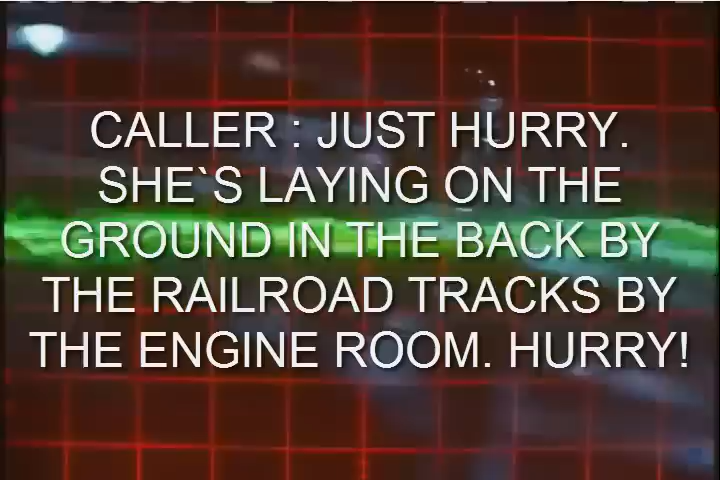 CALLER : JUST HURRY.
SHE`S LAYING ON THE
GROUND IN THE BACK BY
THE RAILROAD TRACKS BY
THE ENGINE ROOM. HURRY!